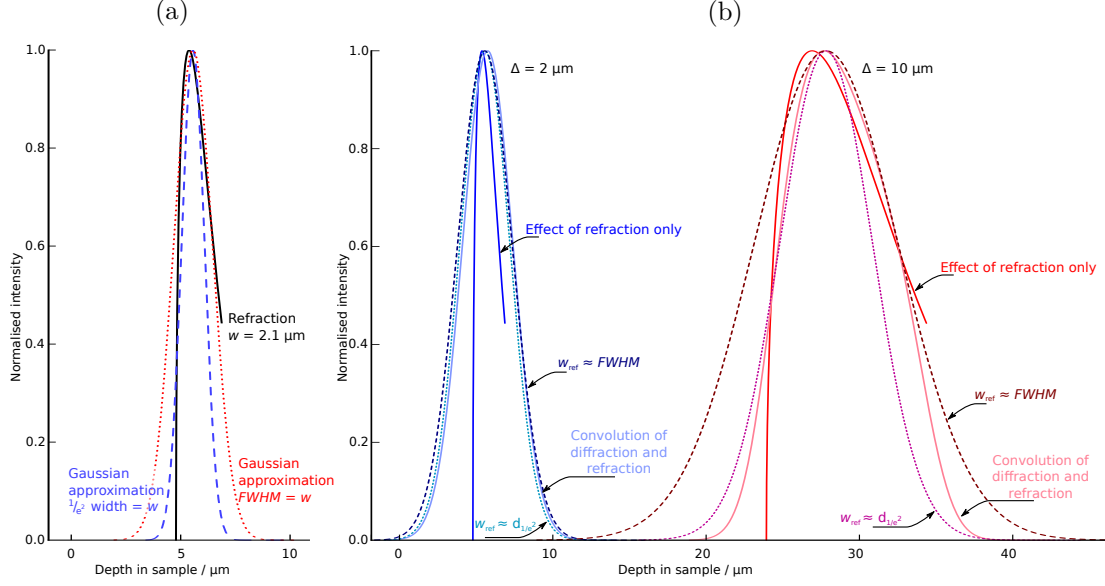 (a)
(b)
1.0
0.8
0.6
0.4
0.2
0.0
Normalised intensity
0
5
10
Depth in sample / μm
Refraction
w = 2.1 μm
Gaussian
approximation
1/e² width = w
Gaussian
approximation
FWHM = w
1.0
0.8
0.6
0.4
0.2
0.0
Normalised intensity
0
10
20
30
40
Depth in sample / μm
Depth in sample / μm
Δ = 2 μm
Effect of refraction only
w_ref ≈ FWHM
Convolution of
diffraction and
refraction
w_ref ≈ d_1/e²
Δ = 10 μm
Effect of refraction only
w_ref ≈ FWHM
Convolution of
diffraction and
refraction
w_ref ≈ d_1/e²